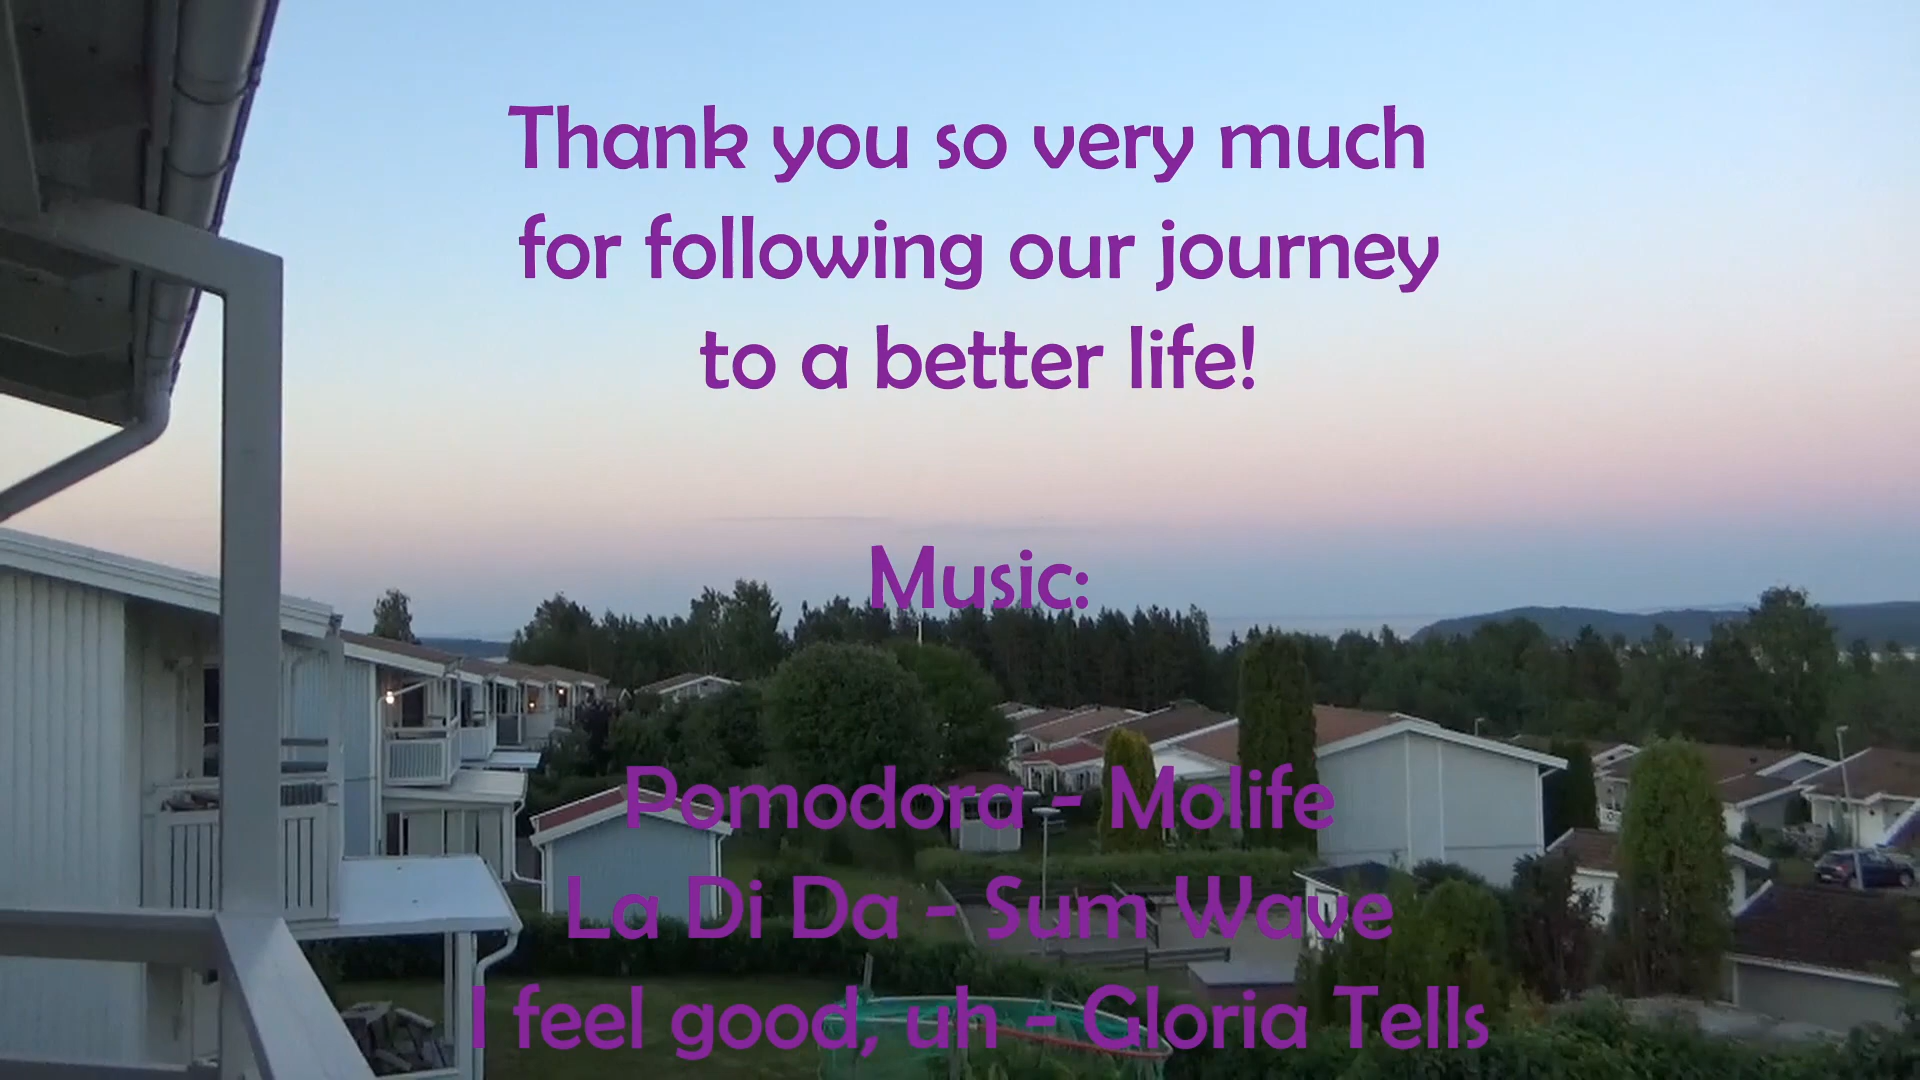 Thank you so very much
for following our journey
to a better life!
Music:
Pomodora - Molife
La Di Da - Sum Wave
I feel good, uh - Gloria Tells